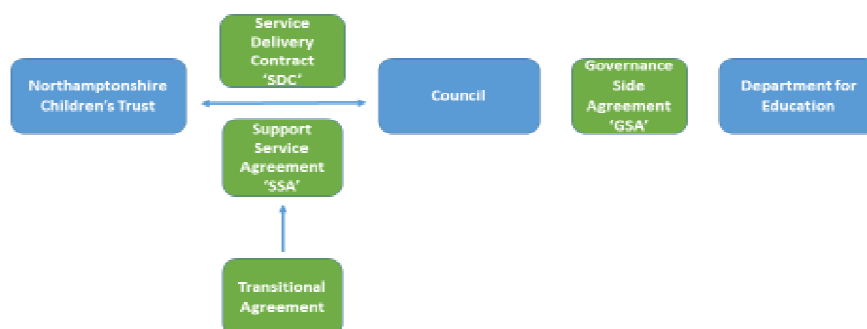 Service
Delivery
Contract
‘SDC’
Northamptonshire
Children’s Trust
Council
Governance
Side
Agreement
‘GSA’
Department for
Education
Support
Service
Agreement
‘SSA’
Transitional
Agreement